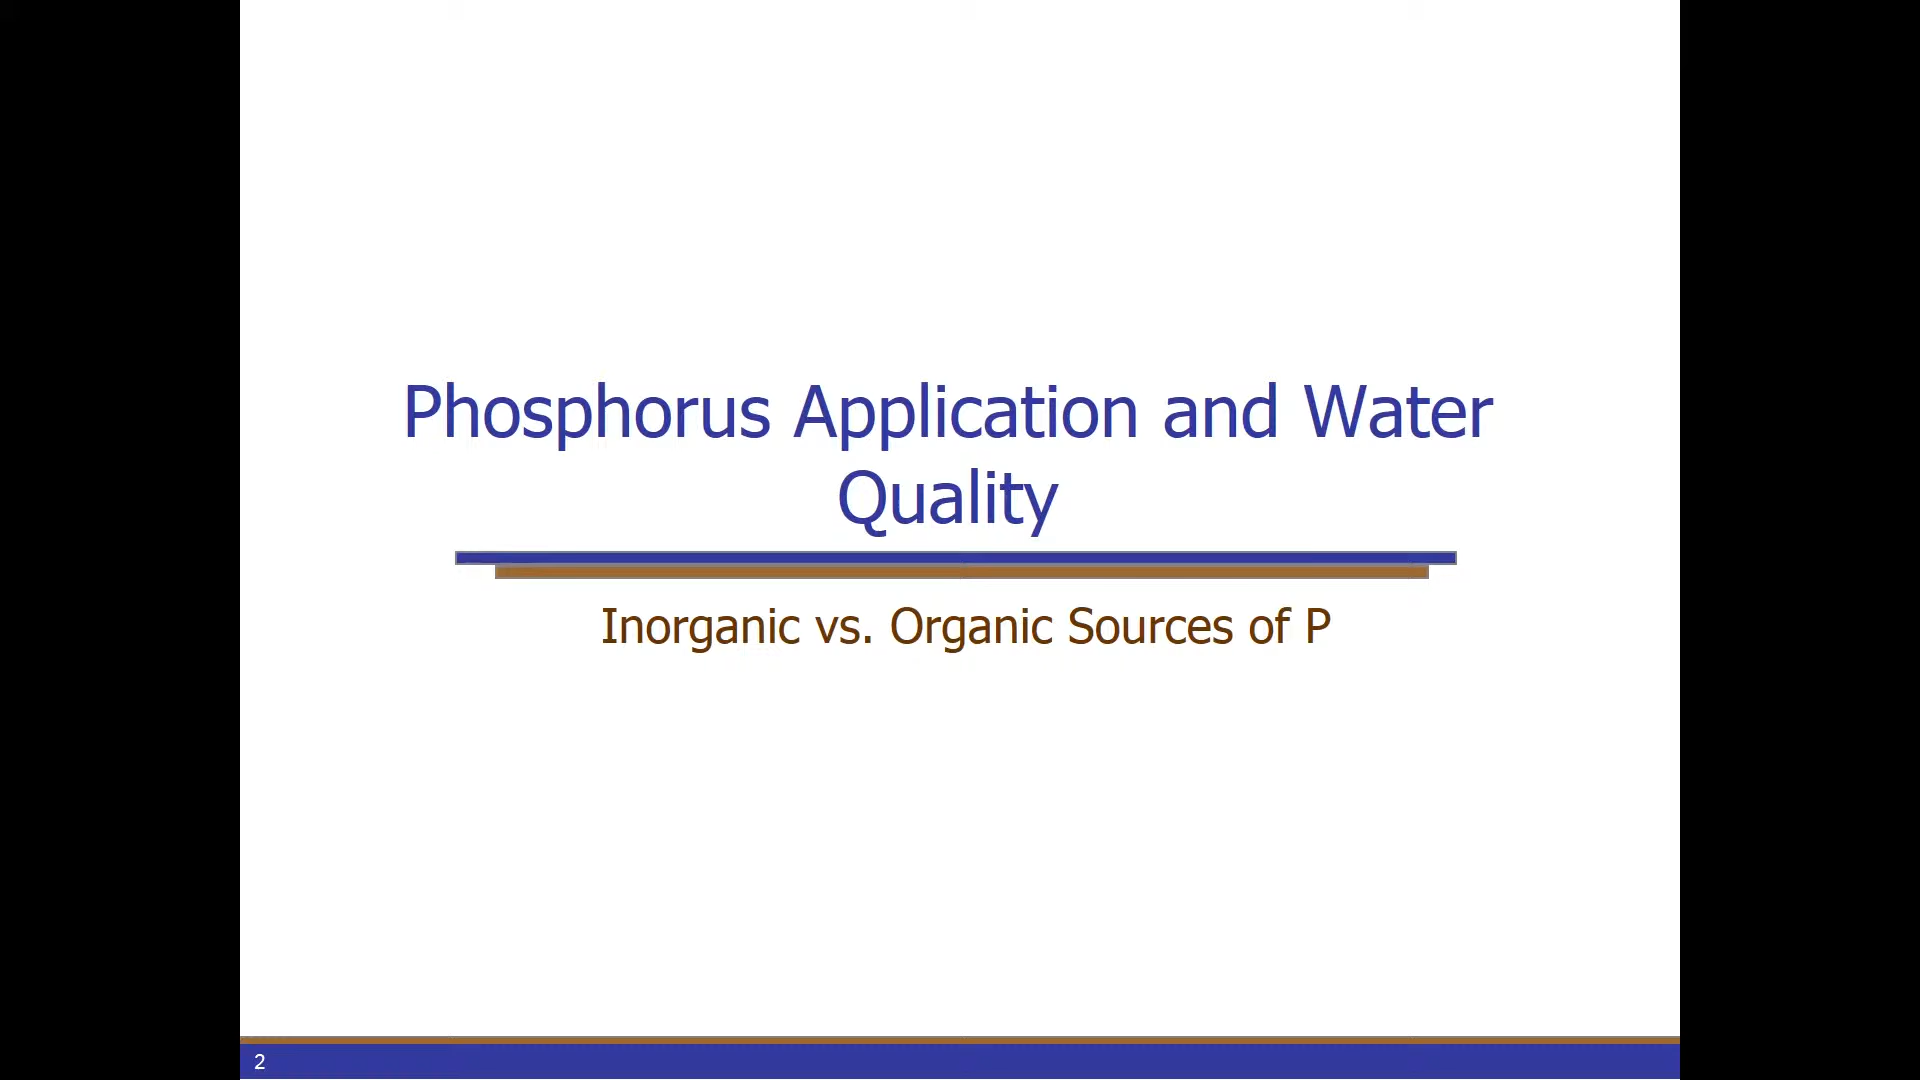 Phosphorus Application and Water
Quality
Inorganic vs. Organic Sources of P
2